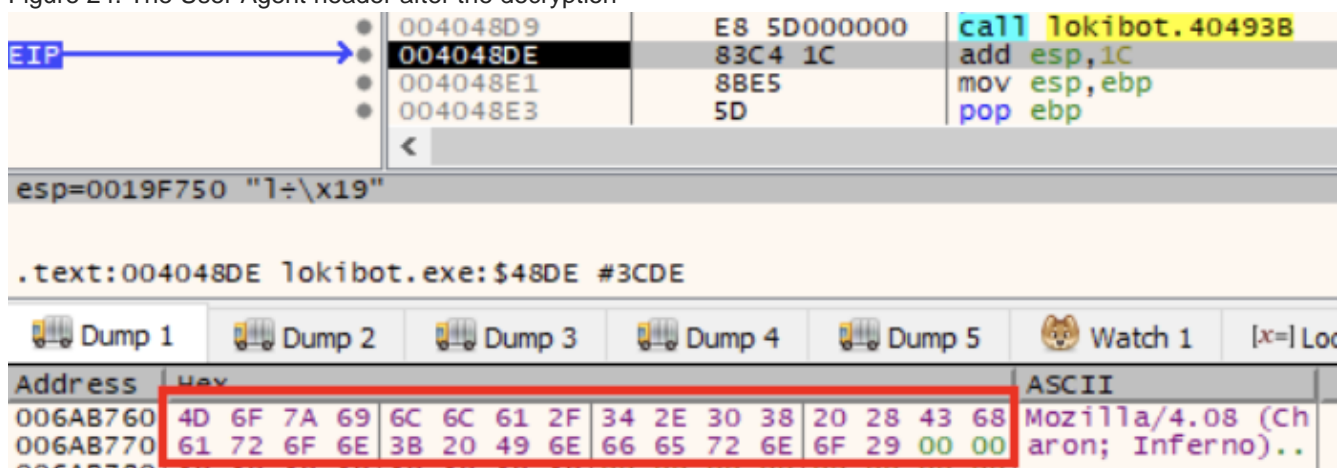 Figure 24: The User-Agent header after the decryption
004048D9 E8 5D000000 call lokibot.40493B
EIP 004048DE 83C4 1C add esp,1C
004048E1 8BE5 mov esp,ebp
004048E3 5D pop ebp
esp=0019F750 "l÷\x19"
.text:004048DE lokibot.exe:$48DE #3CDE
Dump 1 Dump 2 Dump 3 Dump 4 Dump 5 Watch 1 [x=] Loc
Address Hex ASCII
006AB760 4D 6F 7A 69 6C 6C 61 2F 34 2E 30 38 20 28 43 68 Mozilla/4.08 (Ch
006AB770 61 72 6F 6E 3B 20 49 6E 66 65 72 6E 6F 29 00 00 aron; Inferno)..